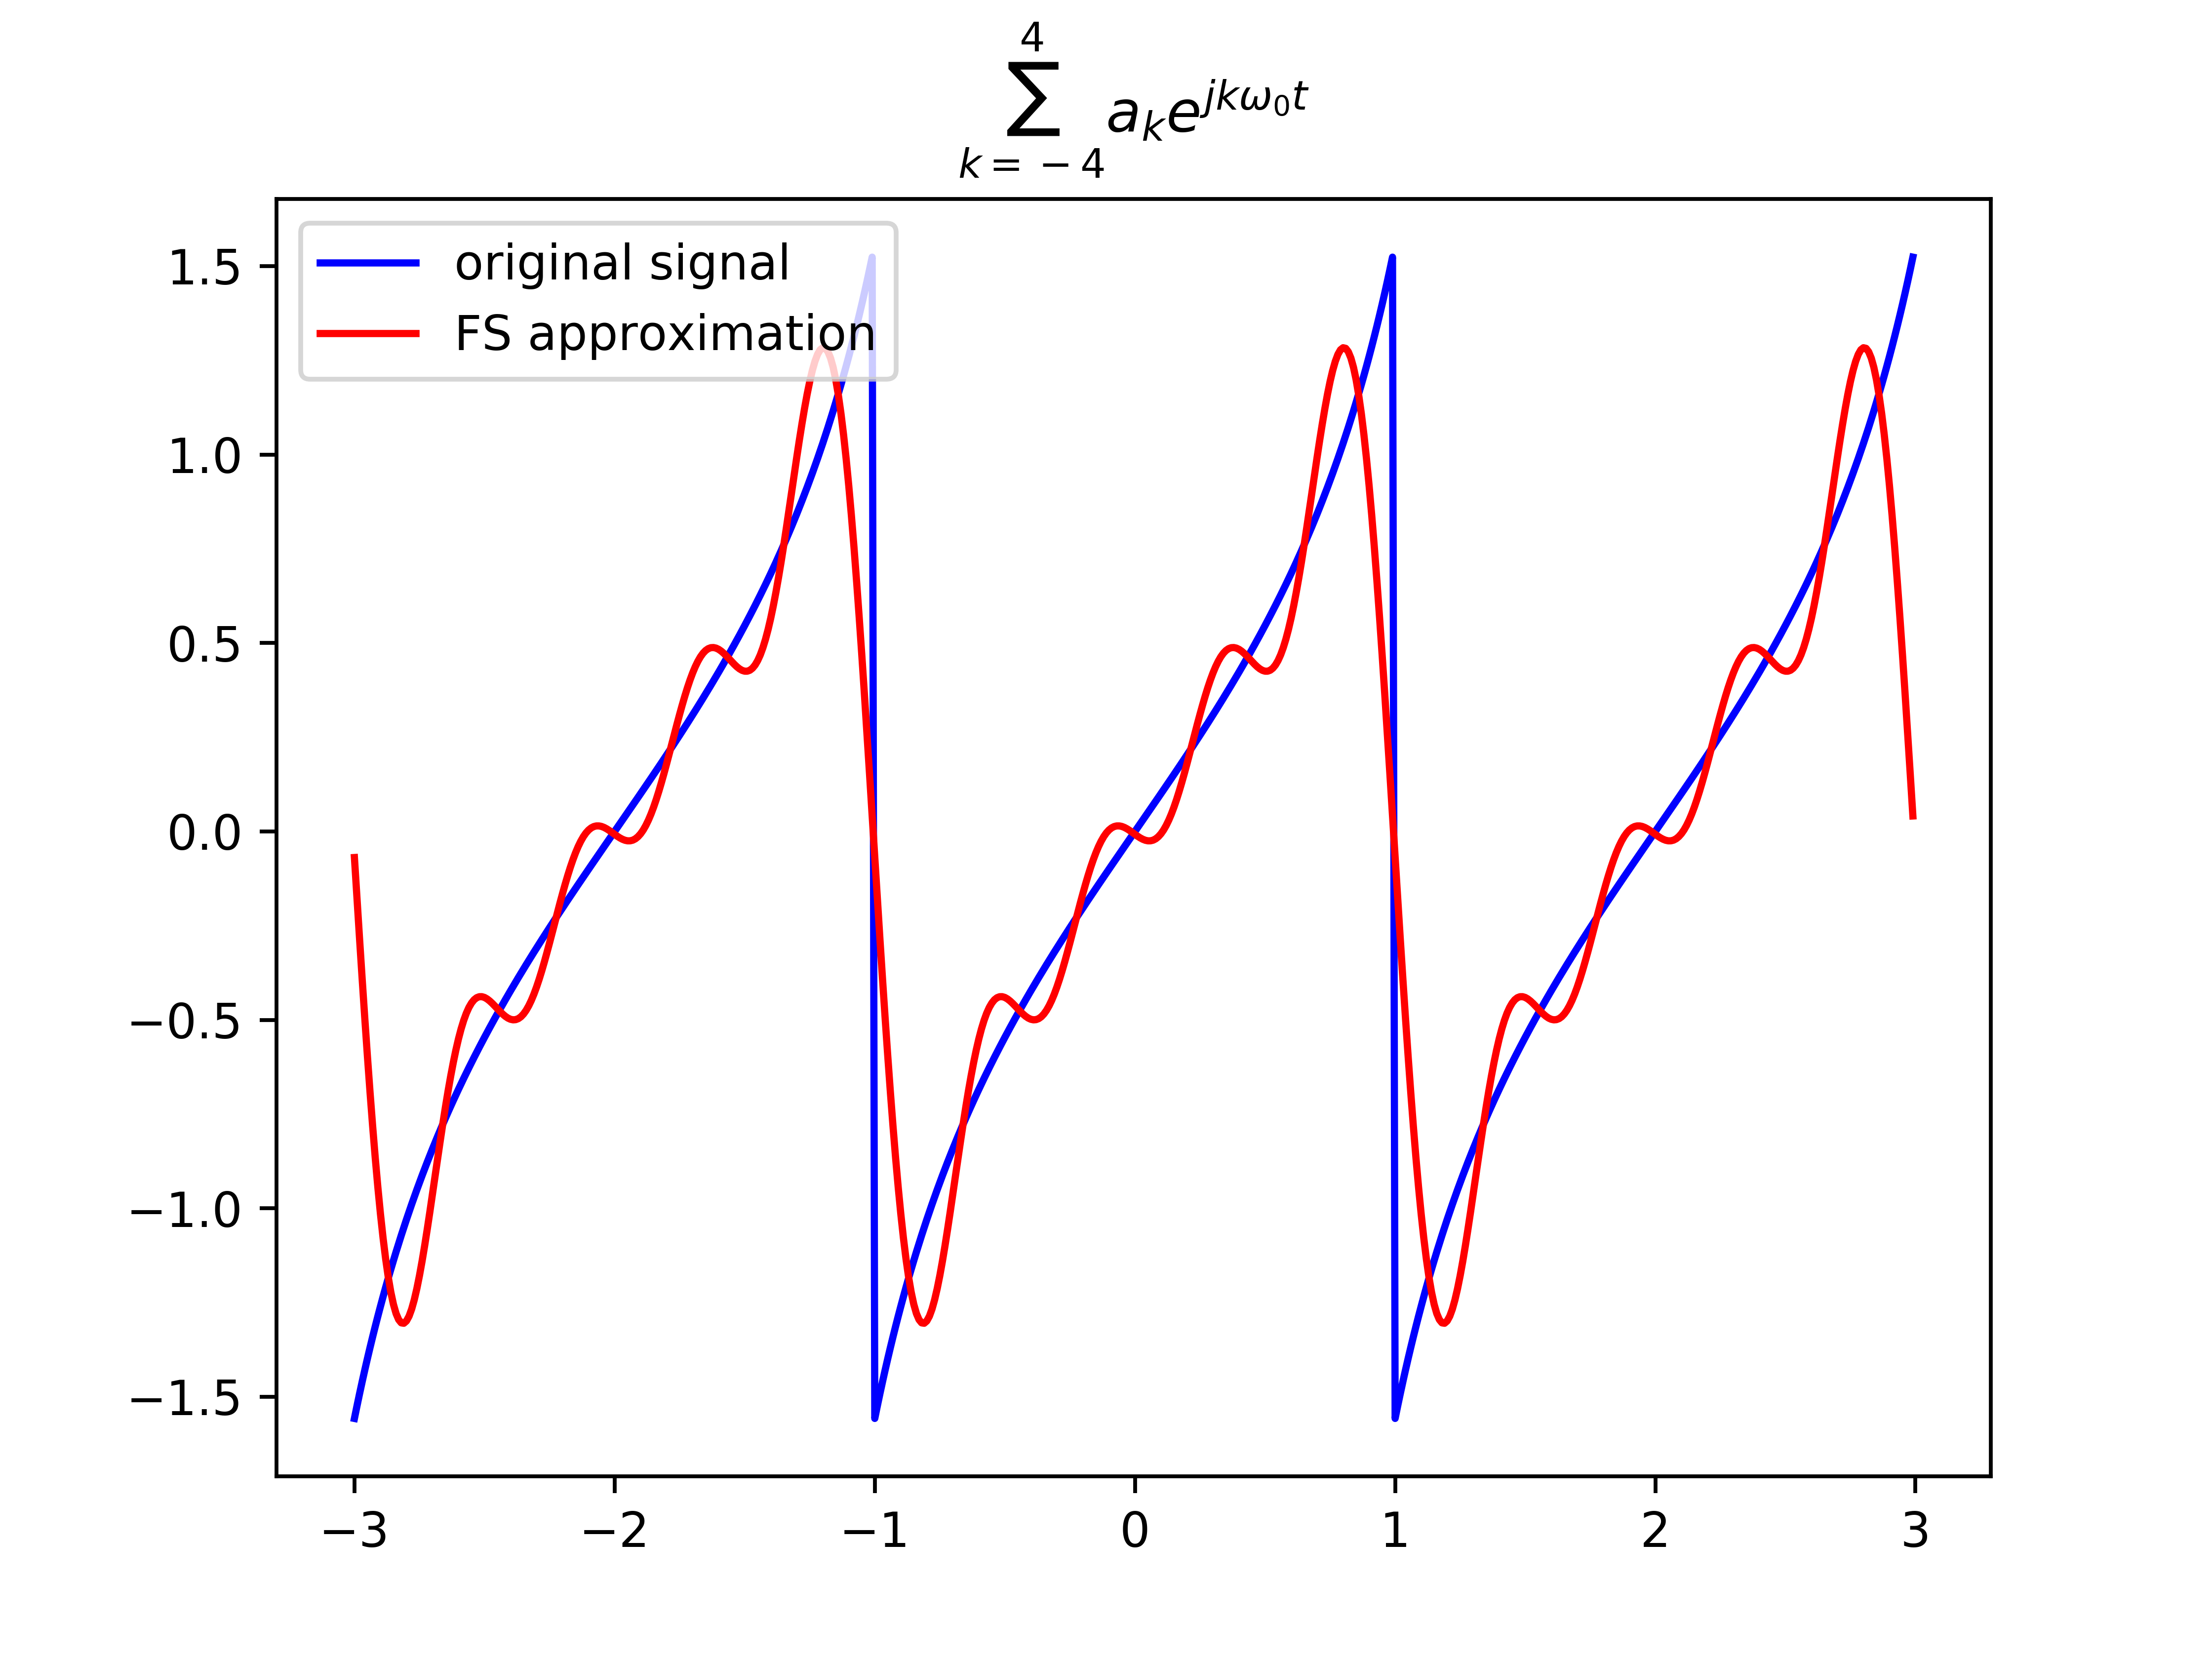 4
∑ a_k e^{jkω_0 t}
k = −4
original signal
FS approximation
1.5
1.0
0.5
0.0
−0.5
−1.0
−1.5
−3 −2 −1 0 1 2 3